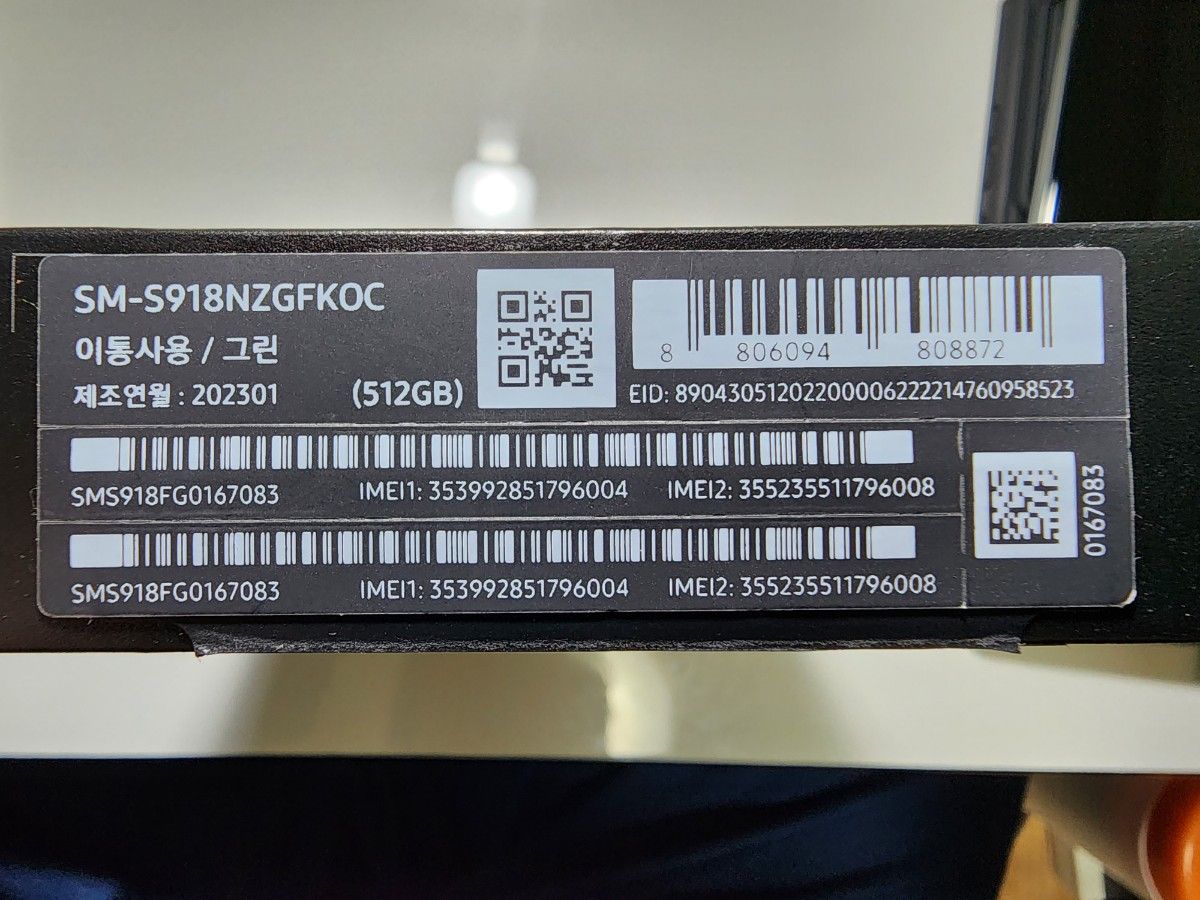 SM-S918NZGFKOC
이동사용 / 그린
제조연월 : 202301 (512GB)
8 806094 808872
EID: 89043051202200006222214760958523
SMS918FG0167083 IMEI1: 353992851796004 IMEI2: 355235511796008
SMS918FG0167083 IMEI1: 353992851796004 IMEI2: 355235511796008
0167083